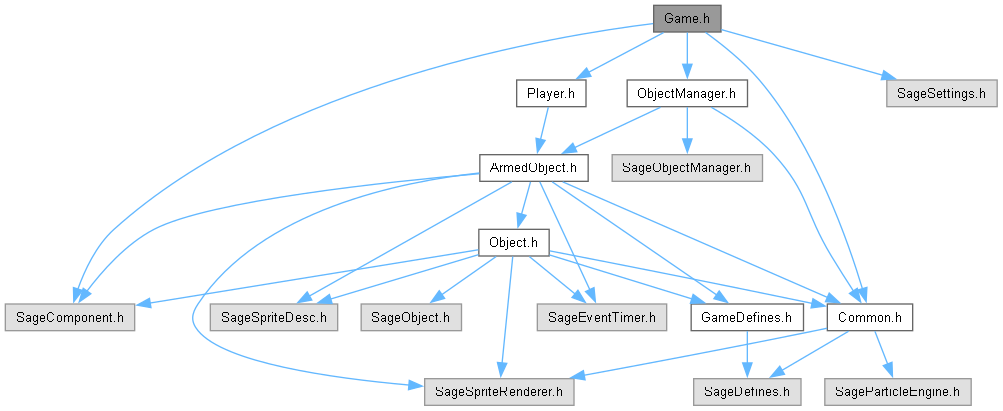 Game.h
Player.h
ObjectManager.h
SageSettings.h
ArmedObject.h
SageObjectManager.h
Object.h
SageComponent.h
SageSpriteDesc.h
SageObject.h
SageEventTimer.h
GameDefines.h
Common.h
SageSpriteRenderer.h
SageDefines.h
SageParticleEngine.h